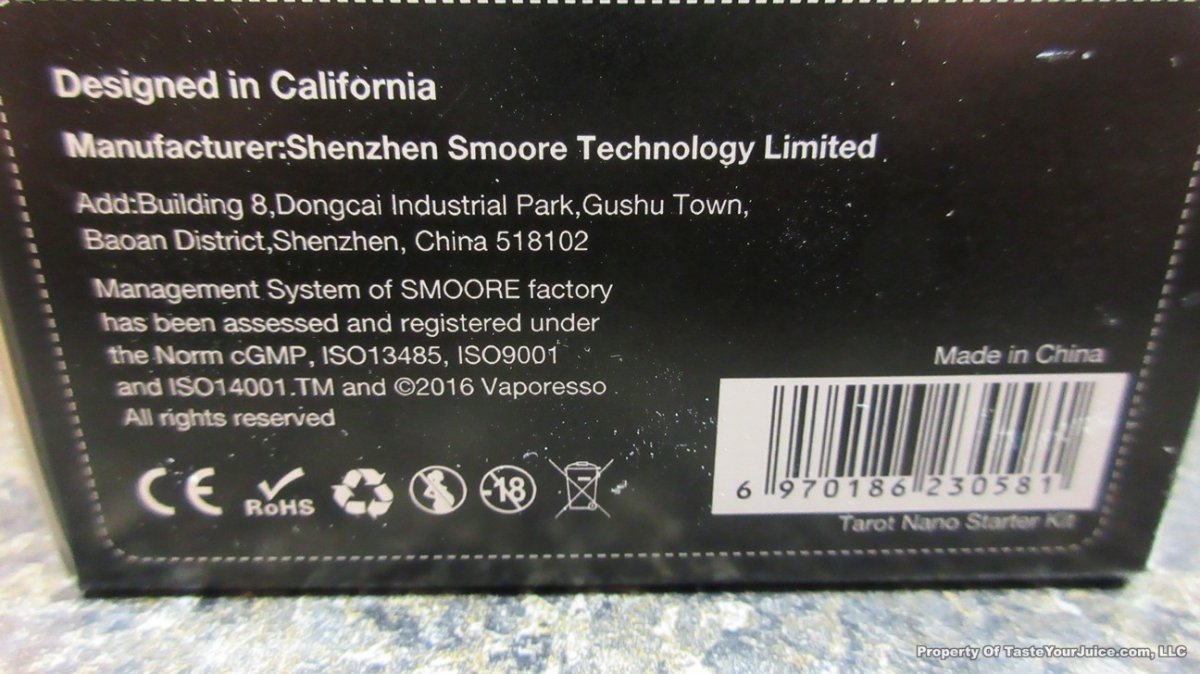 Designed in California
Manufacturer:Shenzhen Smoore Technology Limited
Add:Building 8,Dongcai Industrial Park,Gushu Town,
Baoan District,Shenzhen, China 518102
Management System of SMOORE factory
has been assessed and registered under
the Norm cGMP, ISO13485, ISO9001
and ISO14001.TM and ©2016 Vaporesso
All rights reserved
CE RoHS -18
Made in China
6 970186 230581
Tarot Nano Starter Kit
Property Of TasteYourJuice.com, LLC